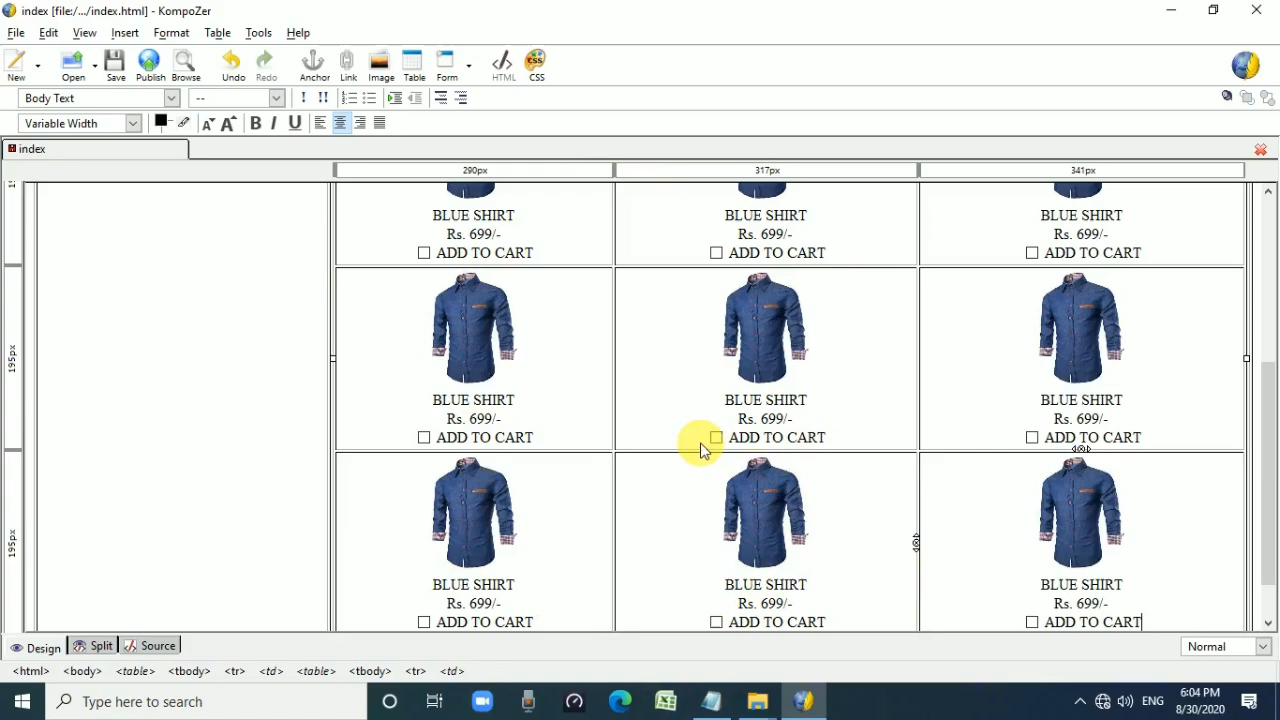 index [file:/.../index.html] - KompoZer
File Edit View Insert Format Table Tools Help
New Open Save Publish Browse Undo Redo Anchor Link Image Table Form HTML CSS
Body Text --
Variable Width
B I U
index
290px 317px 341px
BLUE SHIRT BLUE SHIRT BLUE SHIRT
Rs. 699/- Rs. 699/- Rs. 699/-
ADD TO CART ADD TO CART ADD TO CART
195px
BLUE SHIRT BLUE SHIRT BLUE SHIRT
Rs. 699/- Rs. 699/- Rs. 699/-
ADD TO CART ADD TO CART ADD TO CART
195px
BLUE SHIRT BLUE SHIRT BLUE SHIRT
Rs. 699/- Rs. 699/- Rs. 699/-
ADD TO CART ADD TO CART ADD TO CART
Design Split Source Normal
<html> <body> <table> <tbody> <tr> <td> <table> <tbody> <tr> <td>
Type here to search
ENG
6:04 PM
8/30/2020